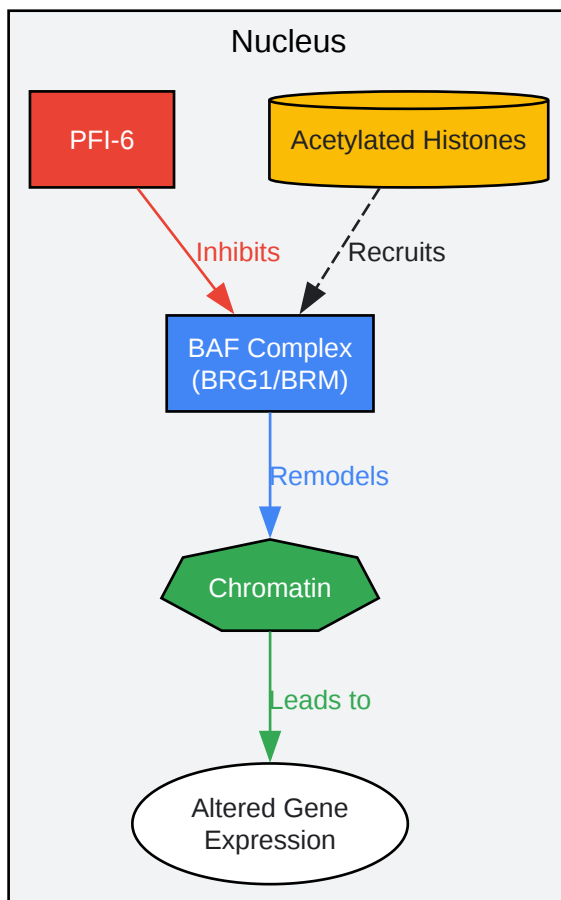 Nucleus
PFI-6
Acetylated Histones
Inhibits
Recruits
BAF Complex
(BRG1/BRM)
Remodels
Chromatin
Leads to
Altered Gene
Expression